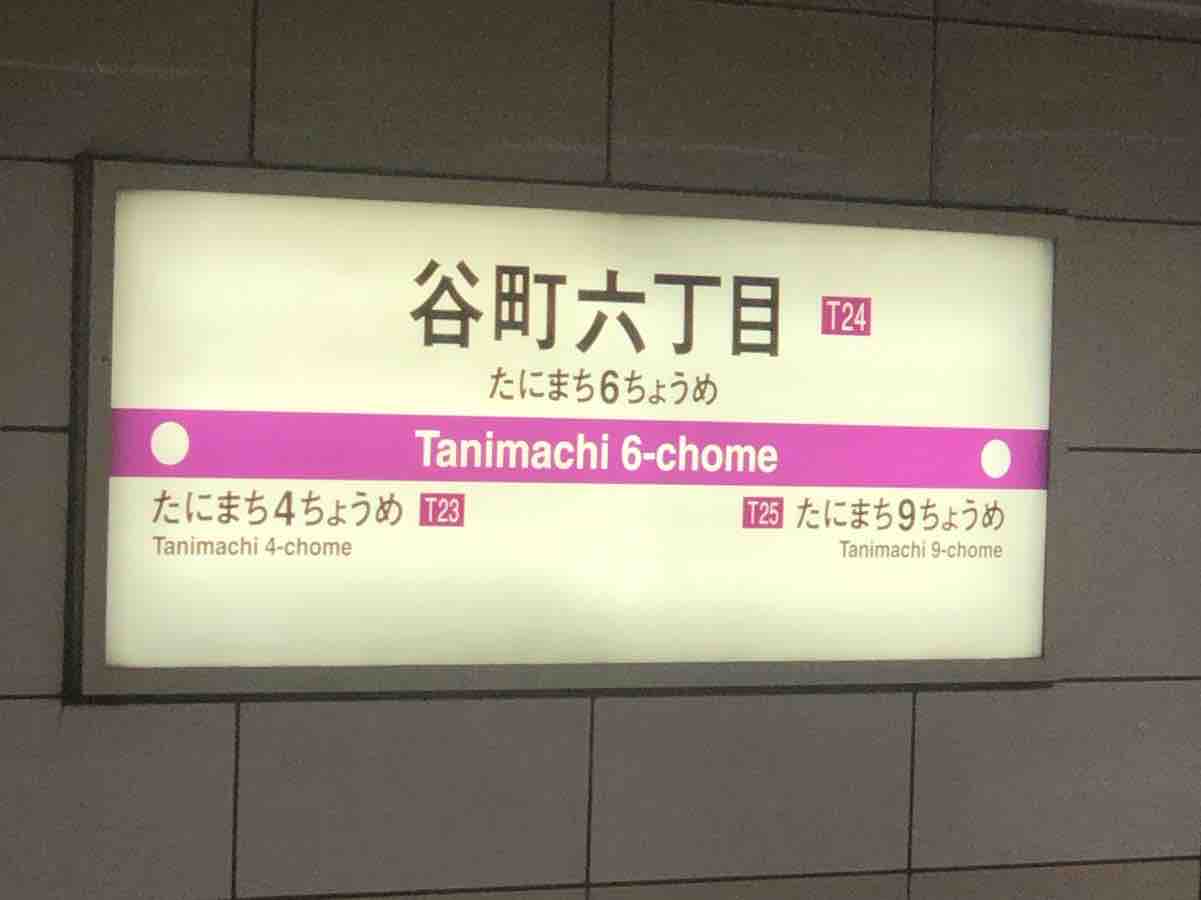 谷町六丁目 T24
たにまち6ちょうめ
Tanimachi 6-chome
たにまち4ちょうめ T23 T25 たにまち9ちょうめ
Tanimachi 4-chome Tanimachi 9-chome